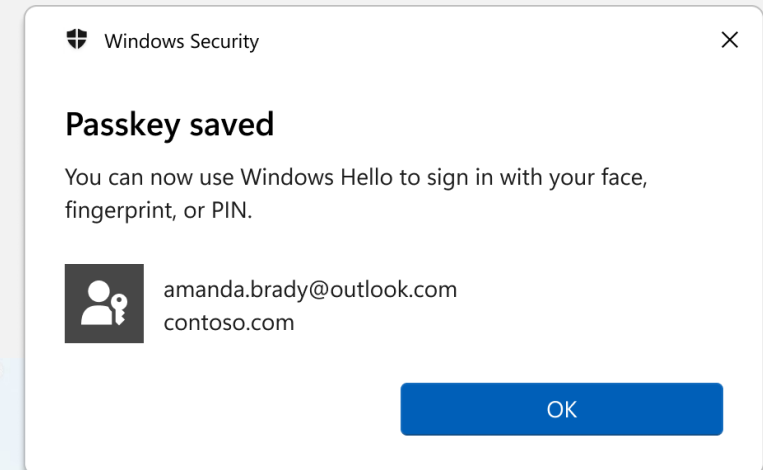 Windows Security
Passkey saved
You can now use Windows Hello to sign in with your face,
fingerprint, or PIN.
amanda.brady@outlook.com
contoso.com
OK